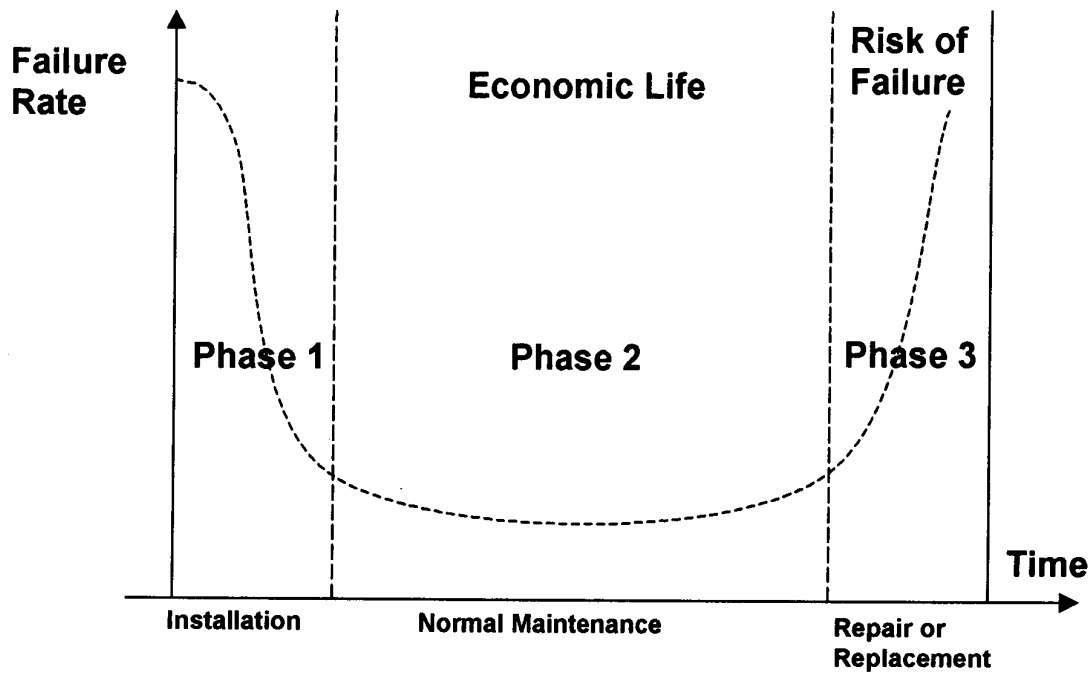 Failure
Rate
Economic Life
Risk of
Failure
Phase 1
Phase 2
Phase 3
Time
Installation
Normal Maintenance
Repair or
Replacement